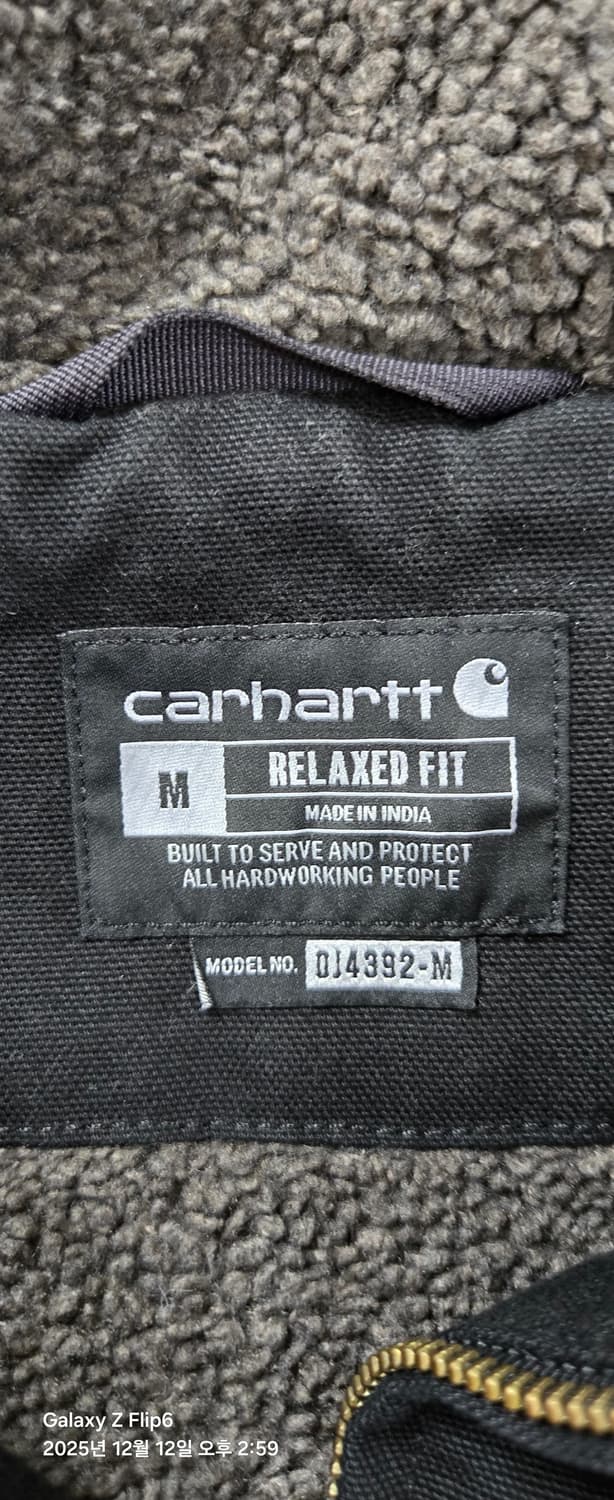 carhartt
M
RELAXED FIT
MADE IN INDIA
BUILT TO SERVE AND PROTECT
ALL HARDWORKING PEOPLE
MODEL NO. OJ4392-M
Galaxy Z Flip6
2025년 12월 12일 오후 2:59